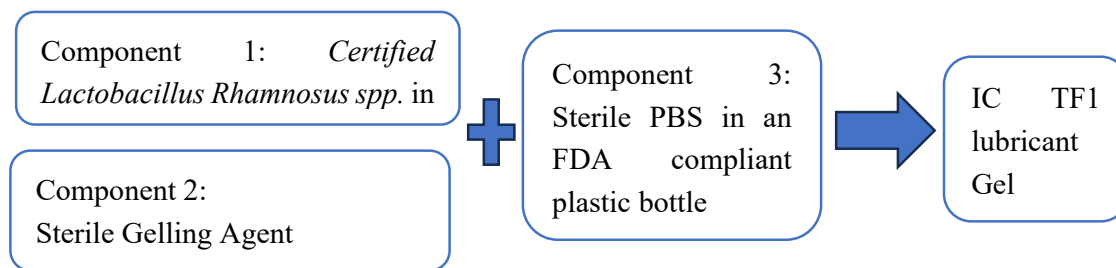 Component 1: Certified
Lactobacillus Rhamnosus spp. in
Component 2:
Sterile Gelling Agent
Component 3:
Sterile PBS in an
FDA compliant
plastic bottle
IC TF1
lubricant
Gel